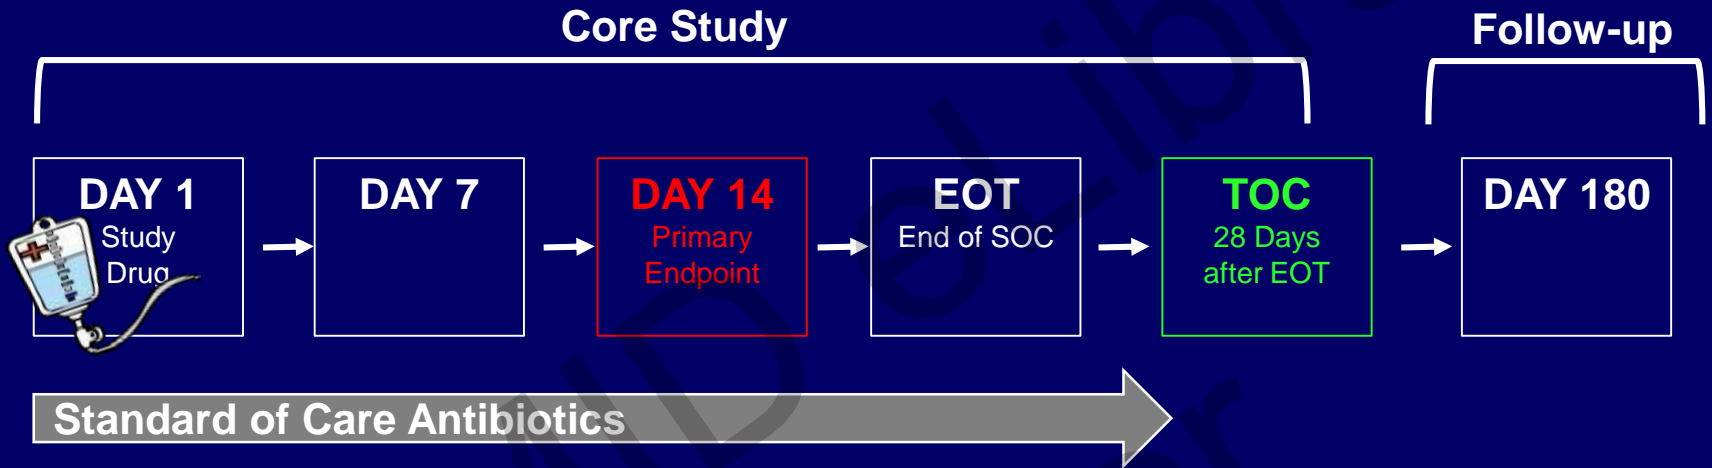 Core Study
Follow-up
DAY 1
Study
Drug
DAY 7
DAY 14
Primary
Endpoint
EOT
End of SOC
TOC
28 Days
after EOT
DAY 180
Standard of Care Antibiotics